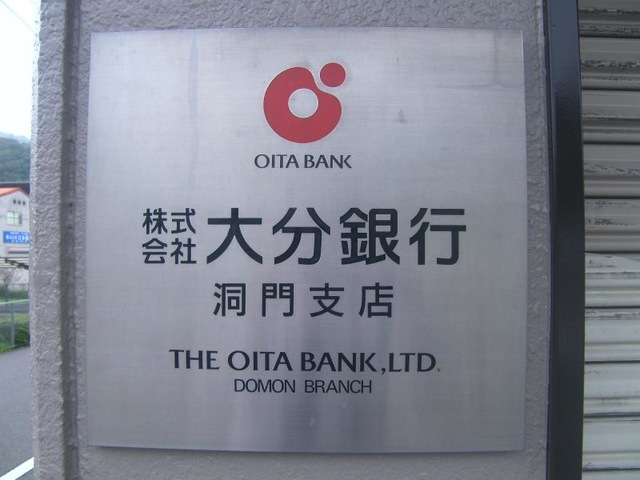 OITA BANK
株式会社 大分銀行
洞門支店
THE OITA BANK,LTD.
DOMON BRANCH